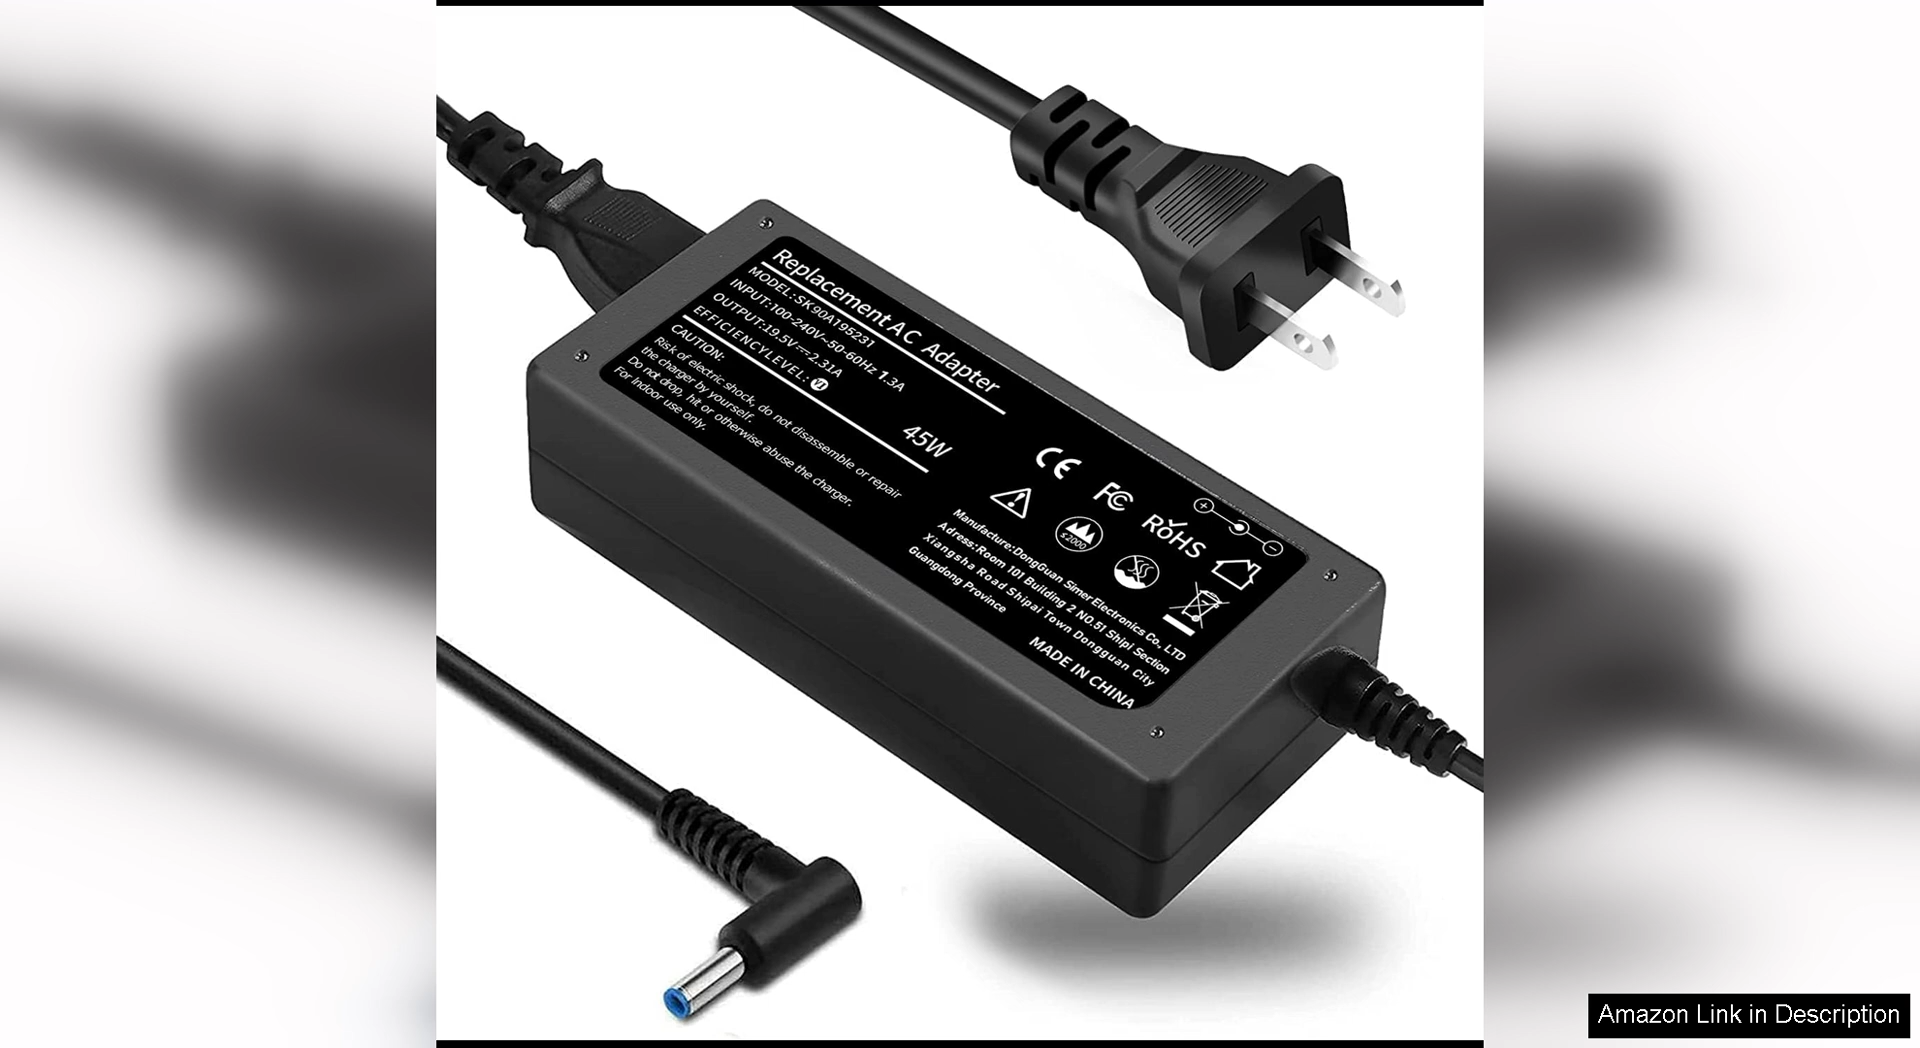 Replacement AC Adapter
MODEL:SK90A195231
INPUT:100-240V~50-60Hz 1.3A
OUTPUT:19.5V⎓2.31A
EFFICIENCYLEVEL: VI
45W
CAUTION:
Risk of electric shock, do not disassemble or repair
the charger by yourself.
Do not drop, hit or otherwise abuse the charger.
For Indoor use only.
CE
FC
RoHS
≤2000
Manufacture:DongGuan Simer Electronics Co., LTD
Adress:Room 101 Building 2 NO.51 Shipi Section
Xiangsha Road Shipai Town Dongguan City
Guangdong Province
MADE IN CHINA
Amazon Link in Description